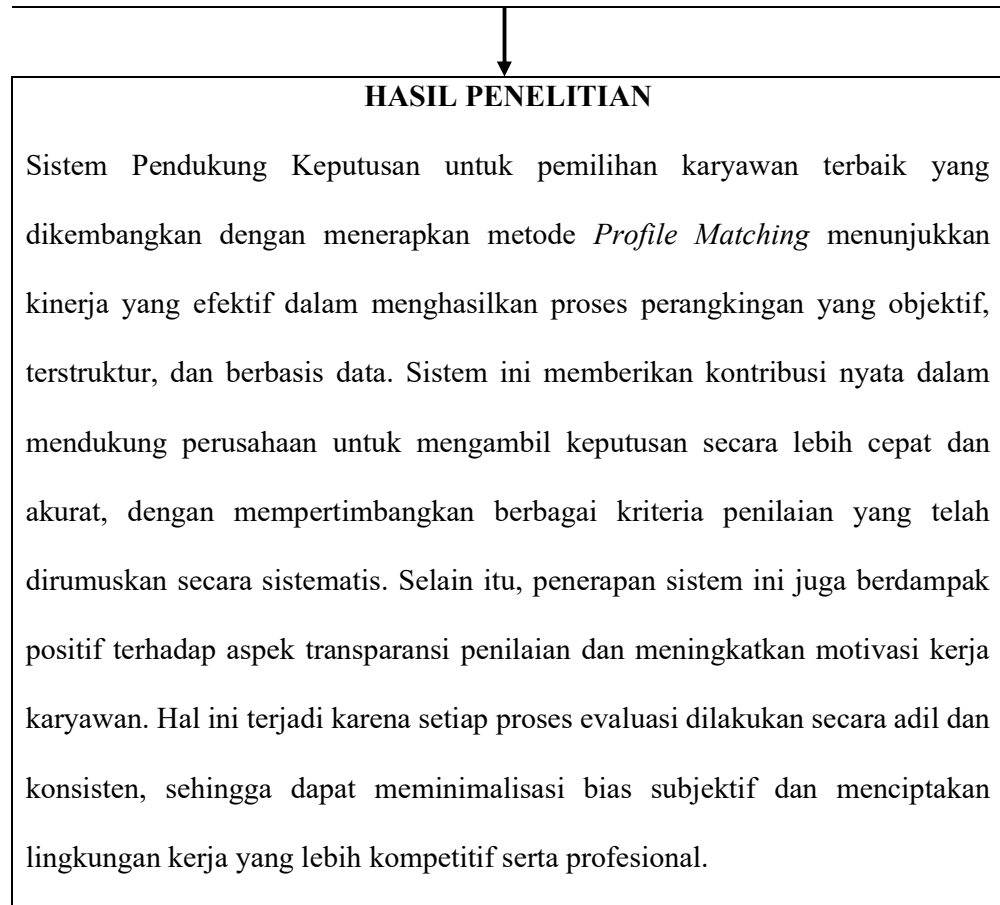 HASIL PENELITIAN
Sistem Pendukung Keputusan untuk pemilihan karyawan terbaik yang
dikembangkan dengan menerapkan metode Profile Matching menunjukkan
kinerja yang efektif dalam menghasilkan proses perangkingan yang objektif,
terstruktur, dan berbasis data. Sistem ini memberikan kontribusi nyata dalam
mendukung perusahaan untuk mengambil keputusan secara lebih cepat dan
akurat, dengan mempertimbangkan berbagai kriteria penilaian yang telah
dirumuskan secara sistematis. Selain itu, penerapan sistem ini juga berdampak
positif terhadap aspek transparansi penilaian dan meningkatkan motivasi kerja
karyawan. Hal ini terjadi karena setiap proses evaluasi dilakukan secara adil dan
konsisten, sehingga dapat meminimalisasi bias subjektif dan menciptakan
lingkungan kerja yang lebih kompetitif serta profesional.